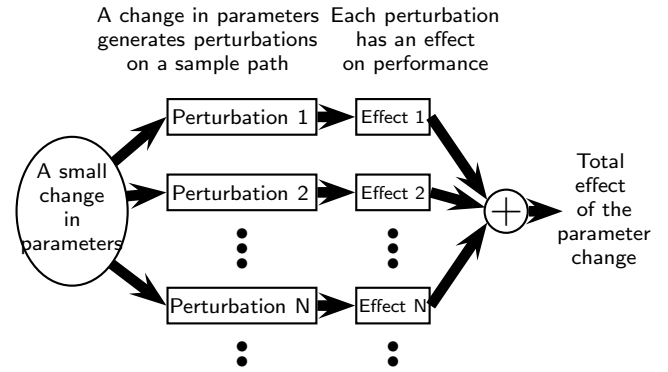 A change in parameters
generates perturbations
on a sample path
Each perturbation
has an effect
on performance
A small
change
in
parameters
Perturbation 1
Effect 1
Perturbation 2
Effect 2
Perturbation N
Effect N
+
Total
effect
of the
parameter
change